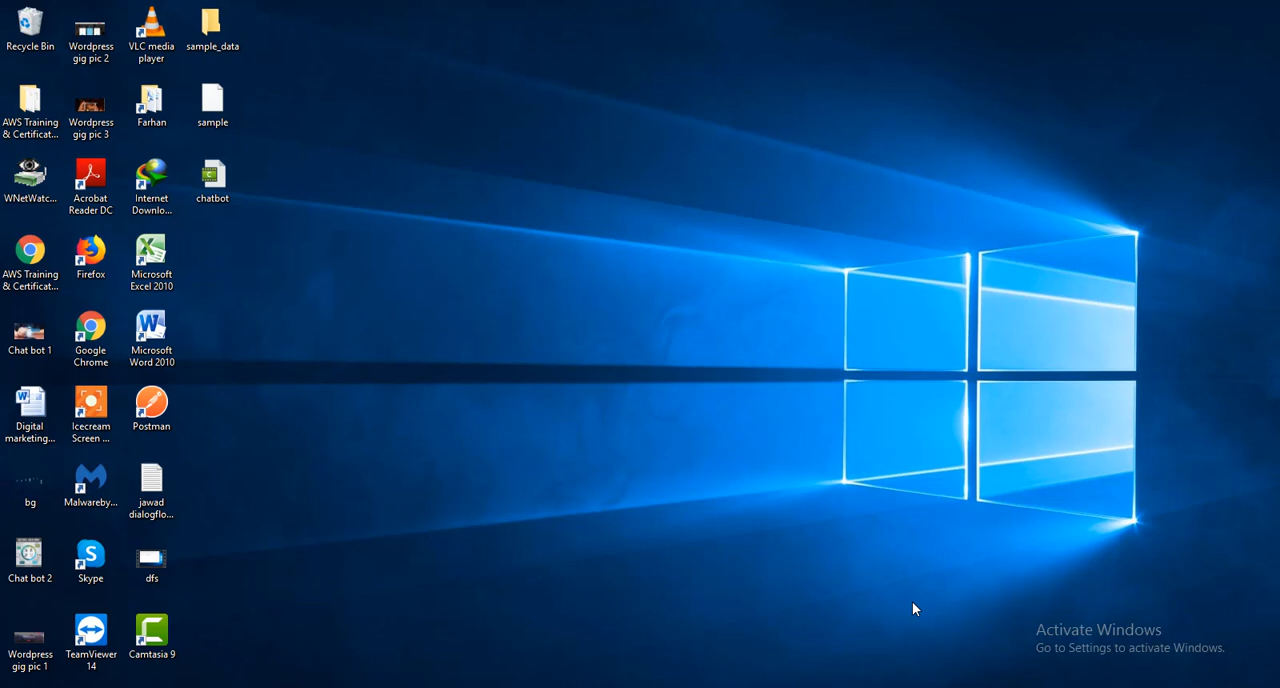 Recycle Bin
Wordpress
gig pic 2
VLC media
player
sample_data
AWS Training
& Certificat...
Wordpress
gig pic 3
Farhan
sample
WNetWatc...
Acrobat
Reader DC
Internet
Downlo...
chatbot
AWS Training
& Certificat...
Firefox
Microsoft
Excel 2010
Chat bot 1
Google
Chrome
Microsoft
Word 2010
Digital
marketing...
Icecream
Screen ...
Postman
bg
Malwareby...
jawad
dialogflo...
Chat bot 2
Skype
dfs
Wordpress
gig pic 1
TeamViewer
14
Camtasia 9
Activate Windows
Go to Settings to activate Windows.